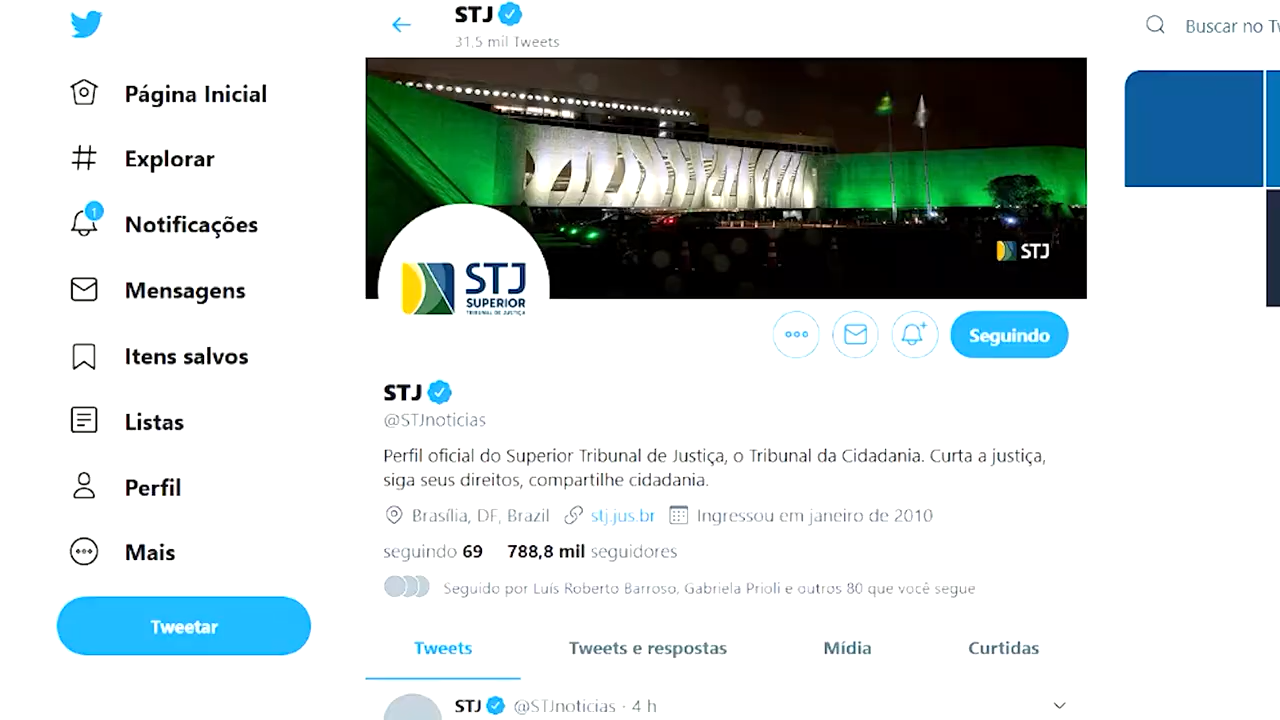 STJ
31,5 mil Tweets
Buscar no Tw
Página Inicial
Explorar
1
Notificações
Mensagens
Itens salvos
Listas
Perfil
Mais
Tweetar
STJ
STJ
SUPERIOR
TRIBUNAL DE JUSTIÇA
Seguindo
STJ
@STJnoticias
Perfil oficial do Superior Tribunal de Justiça, o Tribunal da Cidadania. Curta a justiça,
siga seus direitos, compartilhe cidadania.
Brasília, DF, Brazil stj.jus.br Ingressou em janeiro de 2010
seguindo 69 788,8 mil seguidores
Seguido por Luís Roberto Barroso, Gabriela Prioli e outros 80 que você segue
Tweets Tweets e respostas Mídia Curtidas
STJ @STJnoticias · 4 h